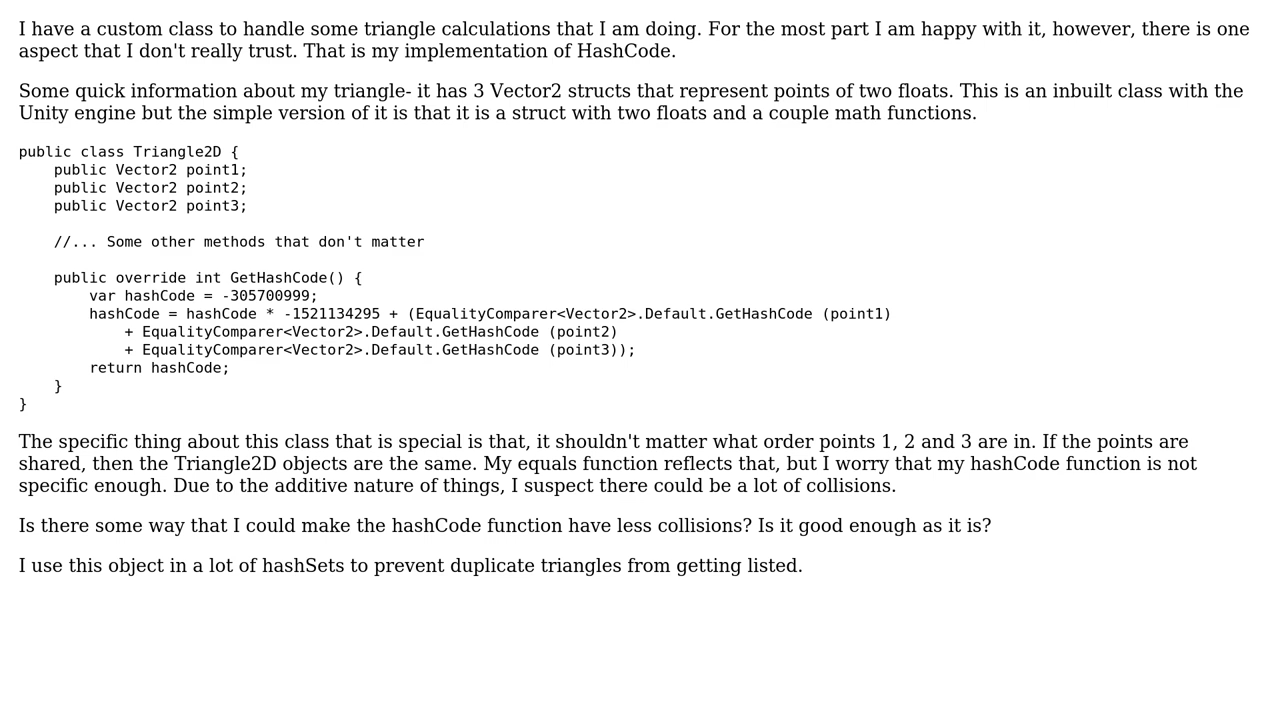 I have a custom class to handle some triangle calculations that I am doing. For the most part I am happy with it, however, there is one
aspect that I don't really trust. That is my implementation of HashCode.
Some quick information about my triangle- it has 3 Vector2 structs that represent points of two floats. This is an inbuilt class with the
Unity engine but the simple version of it is that it is a struct with two floats and a couple math functions.
public class Triangle2D {
    public Vector2 point1;
    public Vector2 point2;
    public Vector2 point3;
    //... Some other methods that don't matter
    public override int GetHashCode() {
        var hashCode = -305700999;
        hashCode = hashCode * -1521134295 + (EqualityComparer<Vector2>.Default.GetHashCode (point1)
            + EqualityComparer<Vector2>.Default.GetHashCode (point2)
            + EqualityComparer<Vector2>.Default.GetHashCode (point3));
        return hashCode;
    }
}
The specific thing about this class that is special is that, it shouldn't matter what order points 1, 2 and 3 are in. If the points are
shared, then the Triangle2D objects are the same. My equals function reflects that, but I worry that my hashCode function is not
specific enough. Due to the additive nature of things, I suspect there could be a lot of collisions.
Is there some way that I could make the hashCode function have less collisions? Is it good enough as it is?
I use this object in a lot of hashSets to prevent duplicate triangles from getting listed.